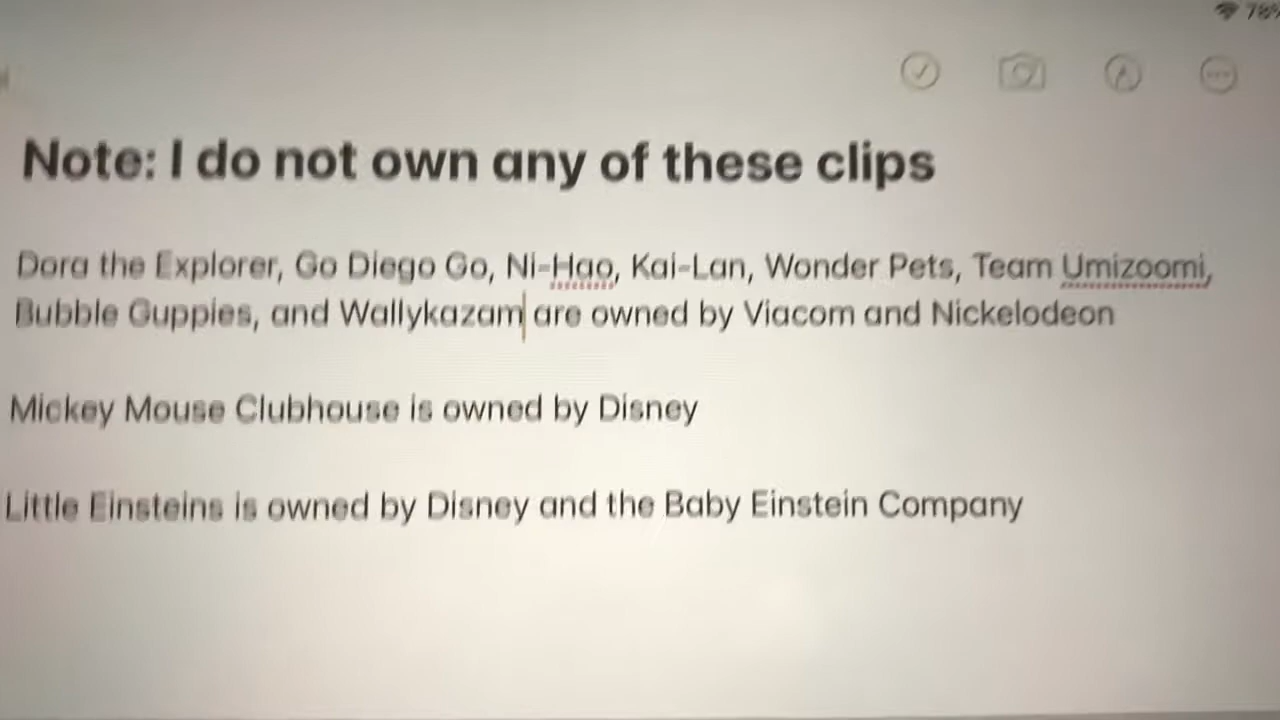 78%
Note: I do not own any of these clips
Dora the Explorer, Go Diego Go, Ni-Hao, Kai-Lan, Wonder Pets, Team Umizoomi,
Bubble Guppies, and Wallykazam are owned by Viacom and Nickelodeon
Mickey Mouse Clubhouse is owned by Disney
Little Einsteins is owned by Disney and the Baby Einstein Company